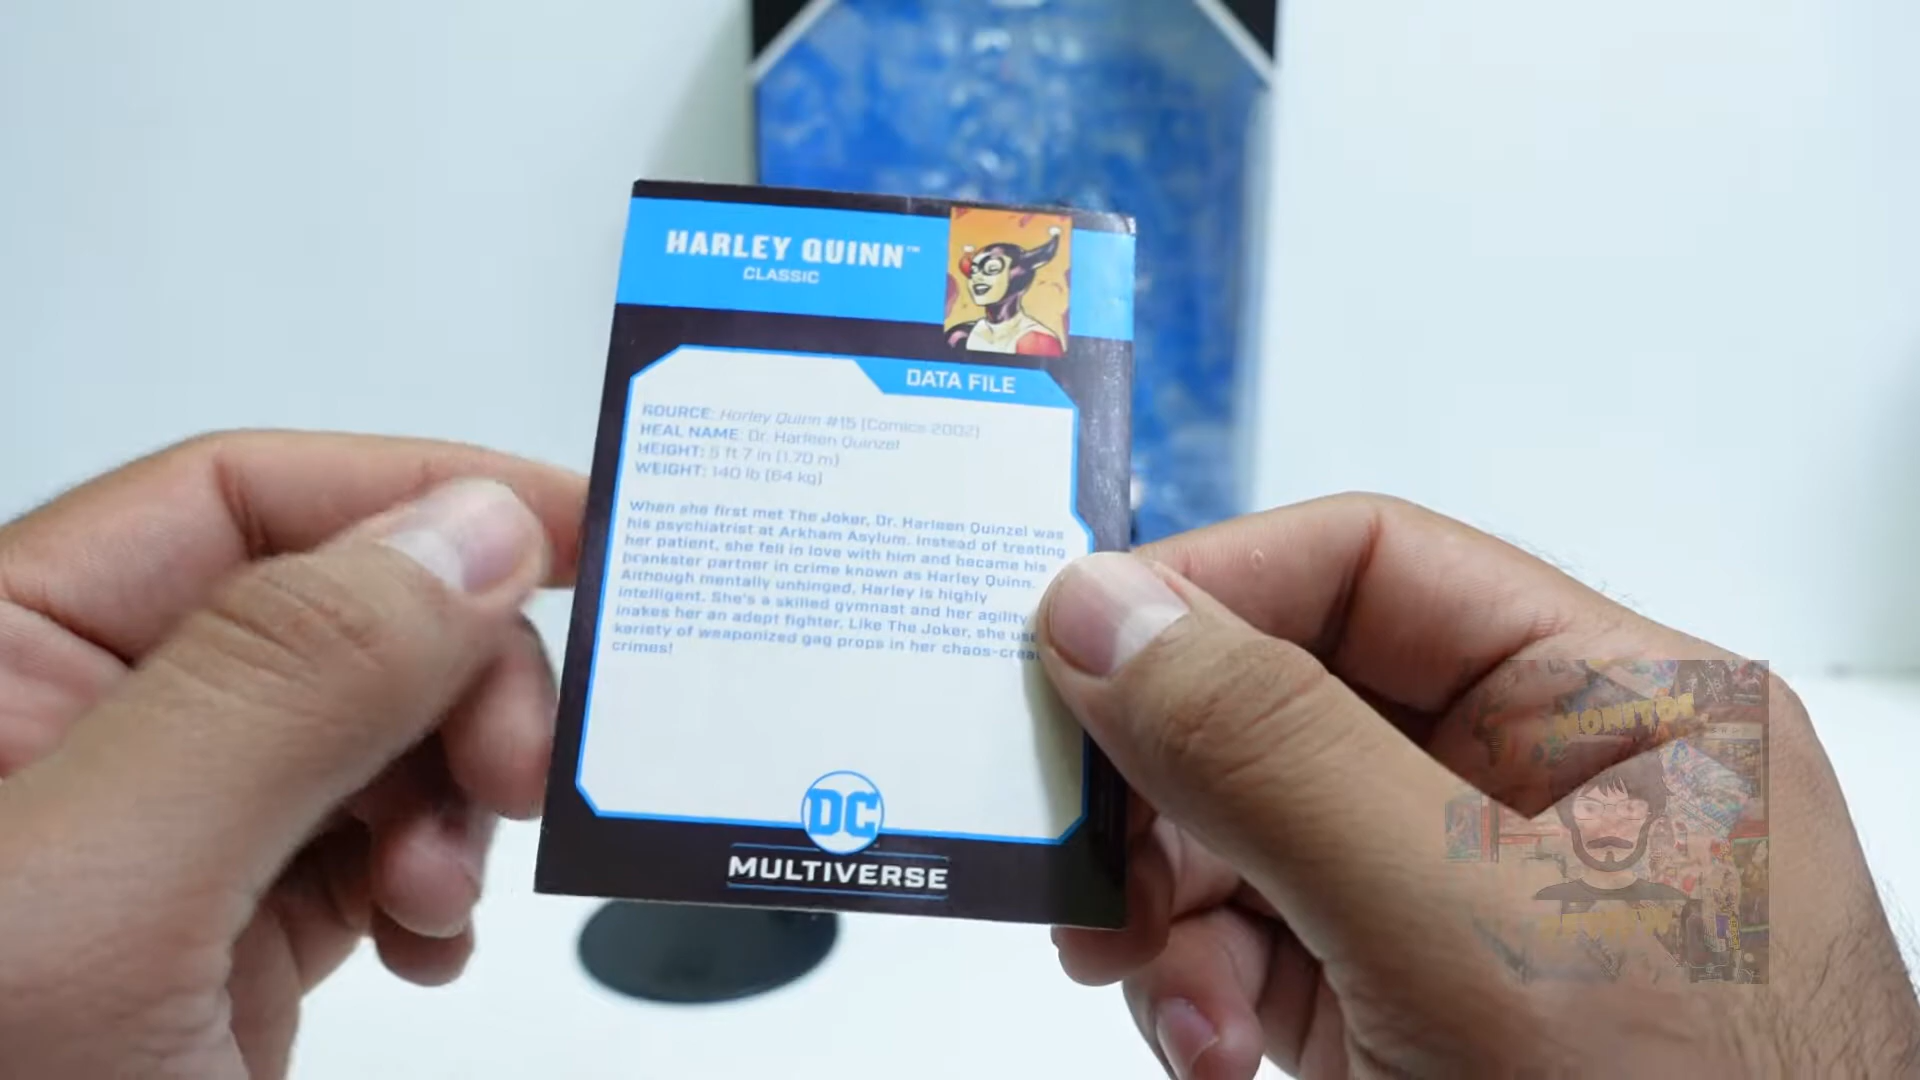 HARLEY QUINN™
CLASSIC
DATA FILE
SOURCE: Harley Quinn #15 (Comics 2002)
REAL NAME: Dr. Harleen Quinzel
HEIGHT: 5 ft 7 in (1.70 m)
WEIGHT: 140 lb (64 kg)
When she first met The Joker, Dr. Harleen Quinzel was
his psychiatrist at Arkham Asylum. Instead of treating
her patient, she fell in love with him and became his
prankster partner in crime known as Harley Quinn.
Although mentally unhinged, Harley is highly
intelligent. She's a skilled gymnast and her agility
makes her an adept fighter. Like The Joker, she
variety of weaponized gag props in her
crimes!
DC
MULTIVERSE
MONITOS